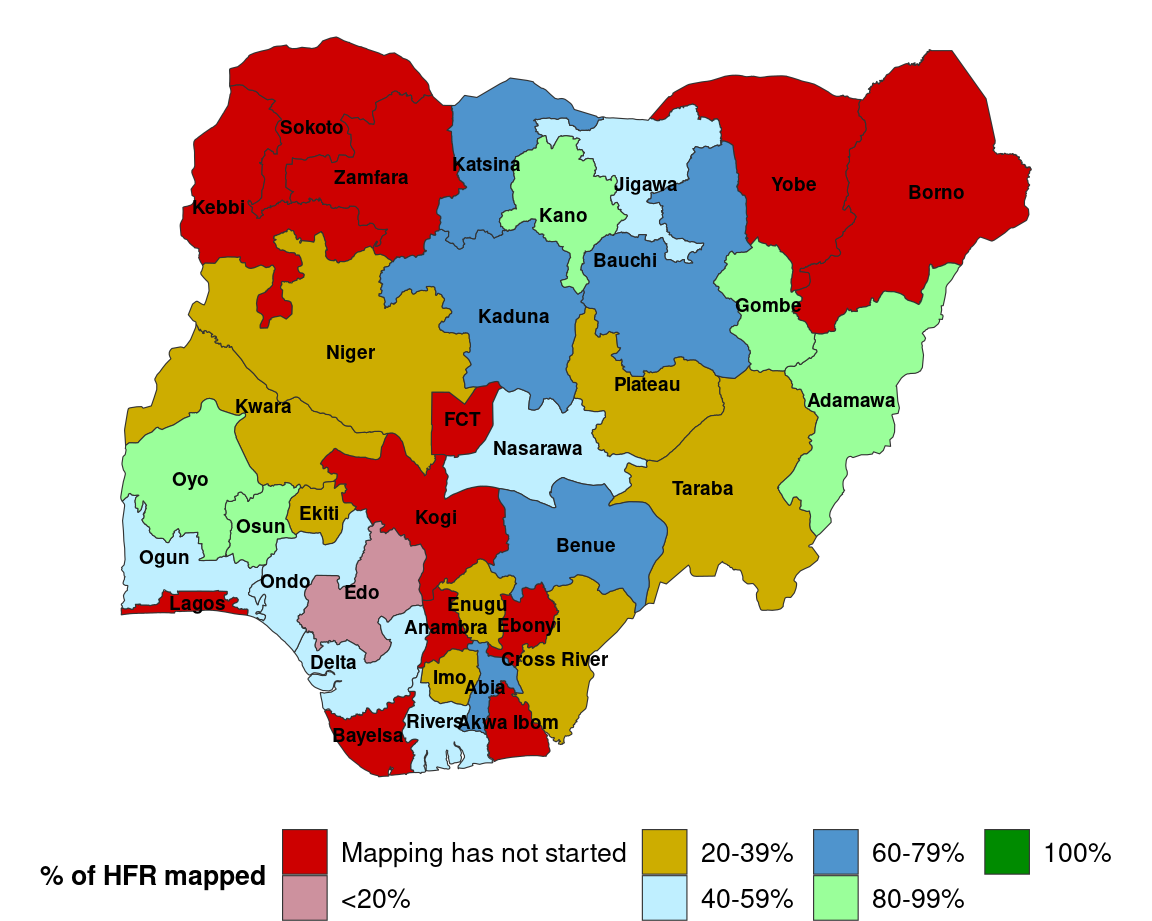 Sokoto
Katsina
Zamfara
Jigawa
Yobe
Borno
Kebbi
Kano
Bauchi
Gombe
Kaduna
Niger
Plateau
Adamawa
Kwara
FCT
Nasarawa
Oyo
Taraba
Ekiti
Kogi
Osun
Benue
Ogun
Ondo
Edo
Lagos
Enugu
Anambra
Ebonyi
Cross River
Delta
Imo
Abia
Rivers
Akwa Ibom
Bayelsa
% of HFR mapped
Mapping has not started
<20%
20-39%
40-59%
60-79%
80-99%
100%